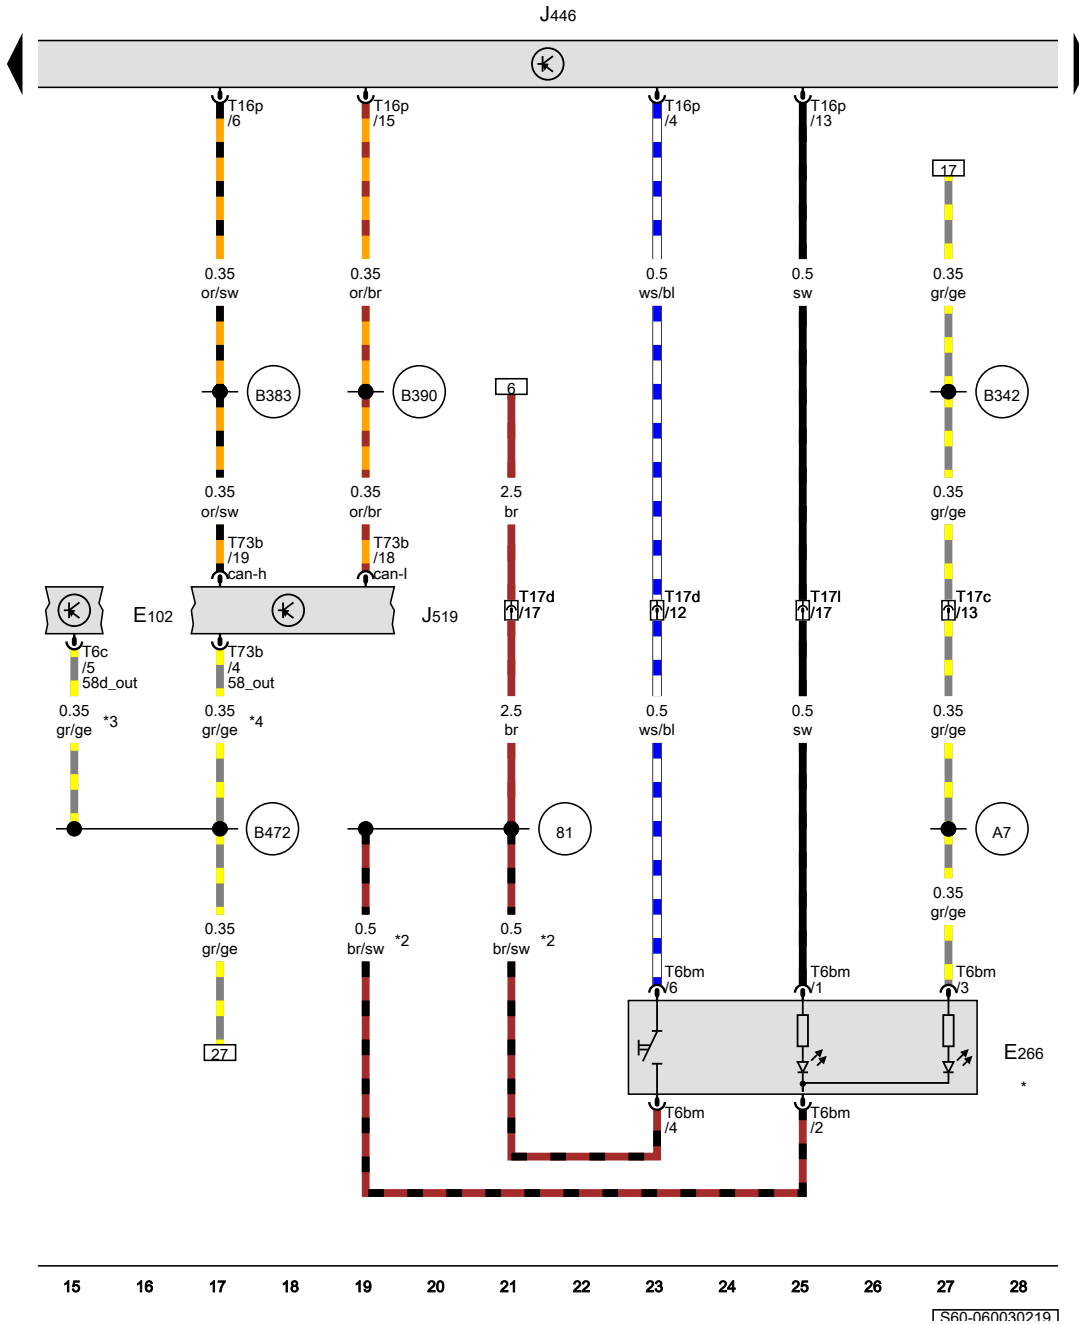 J446
T16p
/6
T16p
/15
T16p
/4
T16p
/13
17
0.35
or/sw
0.35
or/br
0.5
ws/bl
0.5
sw
0.35
gr/ge
B383
B390
6
B342
0.35
or/sw
0.35
or/br
2.5
br
0.35
gr/ge
T73b
/19
can-h
T73b
/18
can-l
E102
J519
T17d
/17
T17d
/12
T17l
/17
T17c
/13
T6c
/5
58d_out
T73b
/4
58_out
0.35
gr/ge
*3
0.35
gr/ge
*4
2.5
br
0.5
ws/bl
0.5
sw
0.35
gr/ge
B472
81
A7
0.35
gr/ge
0.35
gr/ge
0.5
br/sw
*2
0.5
br/sw
*2
T6bm
/6
T6bm
/1
T6bm
/3
27
E266
*
T6bm
/4
T6bm
/2
15 16 17 18 19 20 21 22 23 24 25 26 27 28
S60-060030219